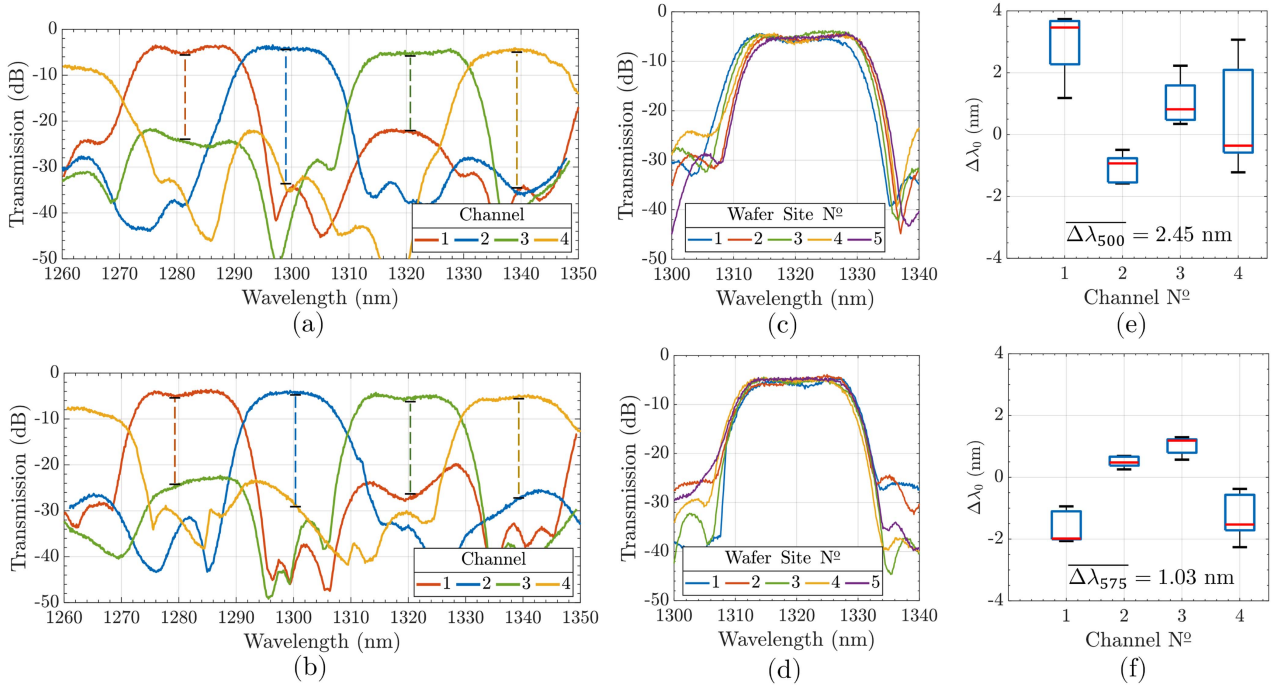 0
-10
-20
-30
-40
-50
Transmission (dB)
1260 1270 1280 1290 1300 1310 1320 1330 1340 1350
Wavelength (nm)
Channel
1 2 3 4
(a)
0
-10
-20
-30
-40
-50
Transmission (dB)
1300 1310 1320 1330 1340
Wavelength (nm)
Wafer Site Nº
1 2 3 4 5
(c)
4
2
0
-2
-4
Δλ0 (nm)
Δλ500 = 2.45 nm
1 2 3 4
Channel Nº
(e)
0
-10
-20
-30
-40
-50
Transmission (dB)
1260 1270 1280 1290 1300 1310 1320 1330 1340 1350
Wavelength (nm)
Channel
1 2 3 4
(b)
0
-10
-20
-30
-40
-50
Transmission (dB)
1300 1310 1320 1330 1340
Wavelength (nm)
Wafer Site Nº
1 2 3 4 5
(d)
4
2
0
-2
-4
Δλ0 (nm)
Δλ575 = 1.03 nm
1 2 3 4
Channel Nº
(f)